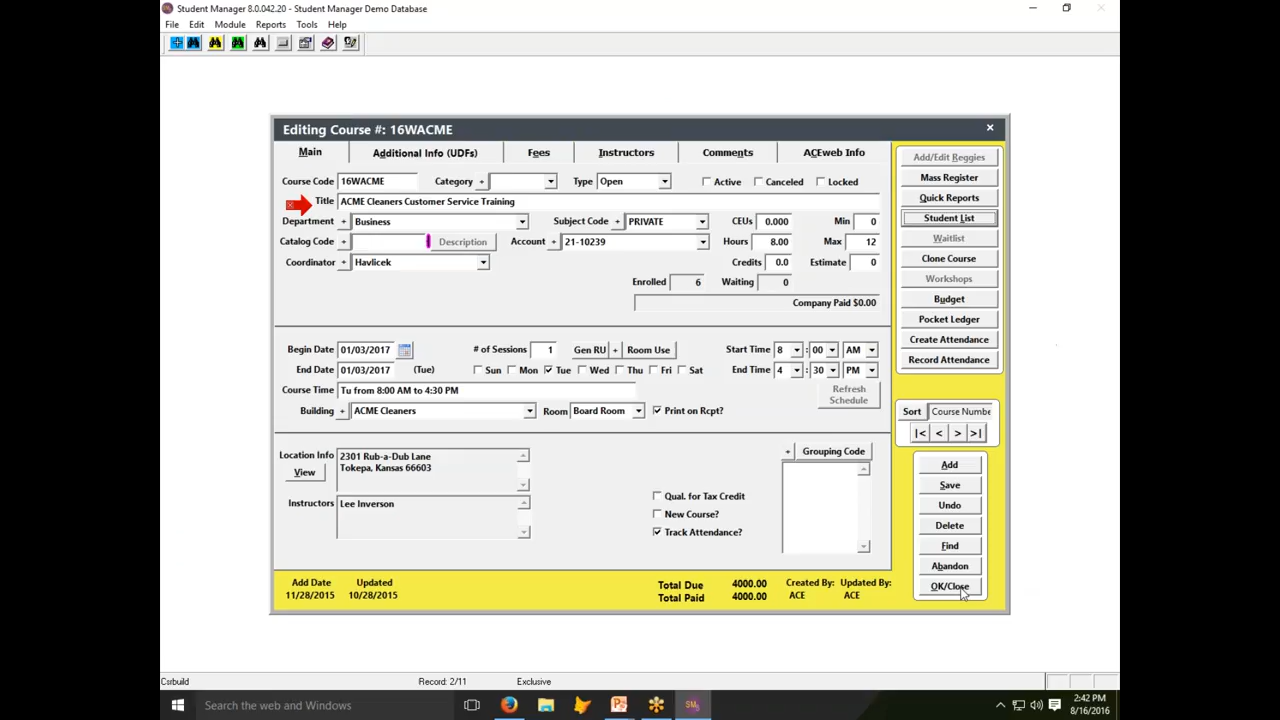 Student Manager 8.0.042.20 - Student Manager Demo Database
File Edit Module Reports Tools Help
Editing Course #: 16WACME
Main Additional Info (UDFs) Fees Instructors Comments ACEweb Info
Course Code 16WACME Category + Type Open Active Canceled Locked
Title ACME Cleaners Customer Service Training
Department + Business Subject Code + PRIVATE CEUs 0.000 Min 0
Catalog Code + Description Account + 21-10239 Hours 8.00 Max 12
Coordinator + Havlicek Credits 0.0 Estimate 0
Enrolled 6 Waiting 0
Company Paid $0.00
Begin Date 01/03/2017 # of Sessions 1 Gen RU + Room Use Start Time 8 : 00 AM
End Date 01/03/2017 (Tue) Sun Mon Tue Wed Thu Fri Sat End Time 4 : 30 PM
Course Time Tu from 8:00 AM to 4:30 PM Refresh Schedule
Building + ACME Cleaners Room Board Room Print on Rcpt?
Location Info 2301 Rub-a-Dub Lane + Grouping Code
View Tokepa, Kansas 66603
Instructors Lee Inverson
Qual. for Tax Credit
New Course?
Track Attendance?
Add Date Updated Total Due 4000.00 Created By: Updated By:
11/28/2015 10/28/2015 Total Paid 4000.00 ACE ACE
Add/Edit Reggies
Mass Register
Quick Reports
Student List
Waitlist
Clone Course
Workshops
Budget
Pocket Ledger
Create Attendance
Record Attendance
Sort Course Numbe
|< < > >|
Add
Save
Undo
Delete
Find
Abandon
OK/Close
Csrbuild Record: 2/11 Exclusive
Search the web and Windows
SM
2:42 PM
8/16/2016